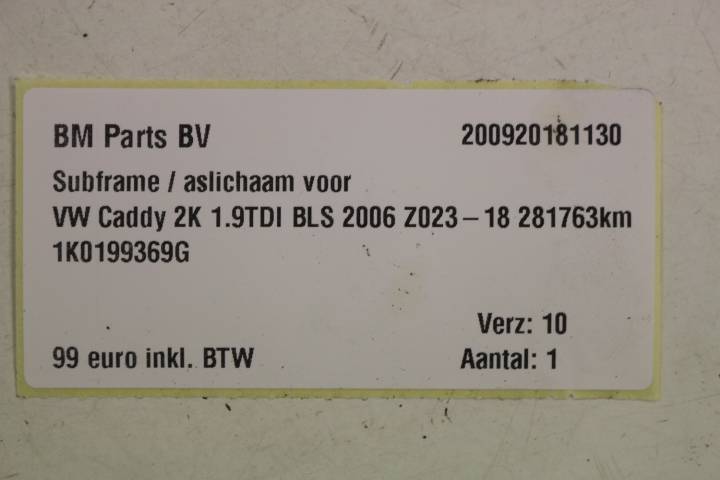 BM Parts BV 200920181130
Subframe / aslichaam voor
VW Caddy 2K 1.9TDI BLS 2006 Z023-18 281763km
1K0199369G
Verz: 10
99 euro inkl. BTW Aantal: 1